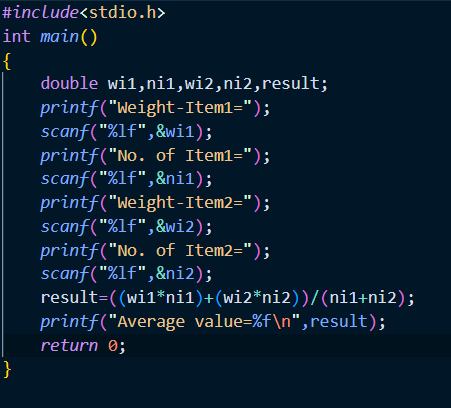 #include<stdio.h>
int main()
{
    double wi1,ni1,wi2,ni2,result;
    printf("Weight-Item1=");
    scanf("%lf",&wi1);
    printf("No. of Item1=");
    scanf("%lf",&ni1);
    printf("Weight-Item2=");
    scanf("%lf",&wi2);
    printf("No. of Item2=");
    scanf("%lf",&ni2);
    result=((wi1*ni1)+(wi2*ni2))/(ni1+ni2);
    printf("Average value=%f\n",result);
    return 0;
}